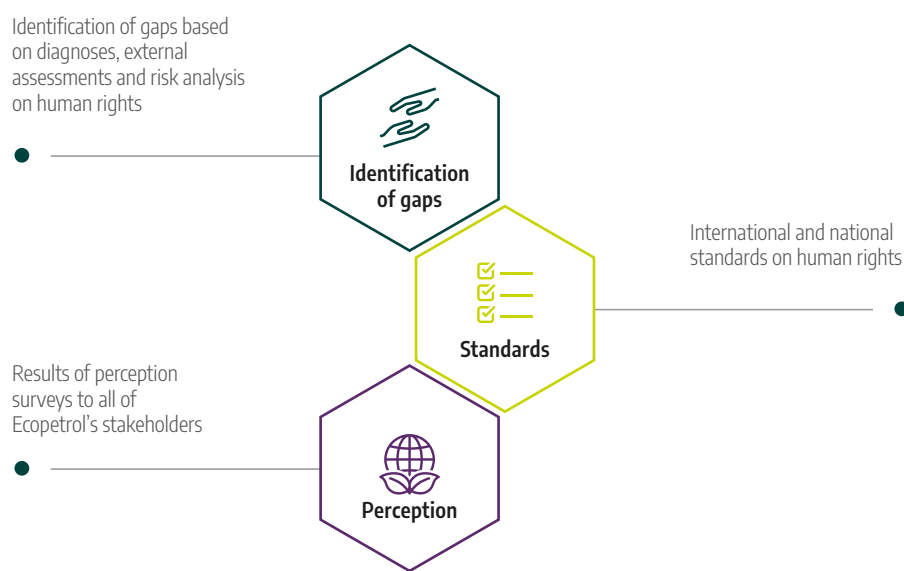 Identification of gaps based
on diagnoses, external
assessments and risk analysis
on human rights
Identification
of gaps
International and national
standards on human rights
Standards
Results of perception
surveys to all of
Ecopetrol’s stakeholders
Perception